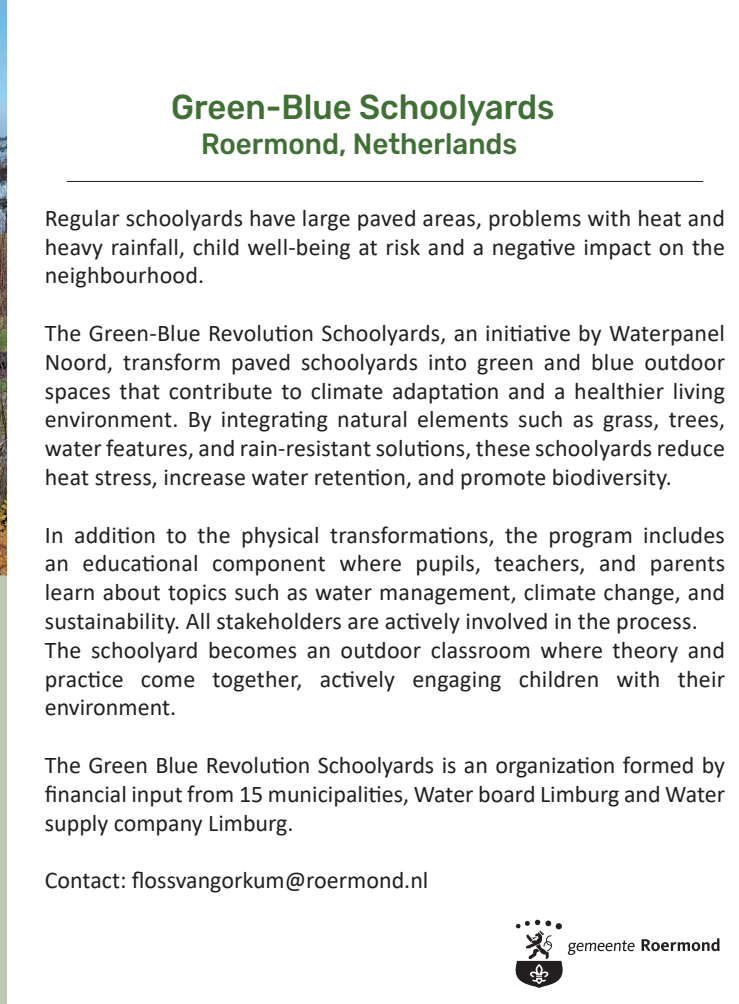 Green-Blue Schoolyards
Roermond, Netherlands
Regular schoolyards have large paved areas, problems with heat and
heavy rainfall, child well-being at risk and a negative impact on the
neighbourhood.
The Green-Blue Revolution Schoolyards, an initiative by Waterpanel
Noord, transform paved schoolyards into green and blue outdoor
spaces that contribute to climate adaptation and a healthier living
environment. By integrating natural elements such as grass, trees,
water features, and rain-resistant solutions, these schoolyards reduce
heat stress, increase water retention, and promote biodiversity.
In addition to the physical transformations, the program includes
an educational component where pupils, teachers, and parents
learn about topics such as water management, climate change, and
sustainability. All stakeholders are actively involved in the process.
The schoolyard becomes an outdoor classroom where theory and
practice come together, actively engaging children with their
environment.
The Green Blue Revolution Schoolyards is an organization formed by
financial input from 15 municipalities, Water board Limburg and Water
supply company Limburg.
Contact: flossvangorkum@roermond.nl
gemeente Roermond